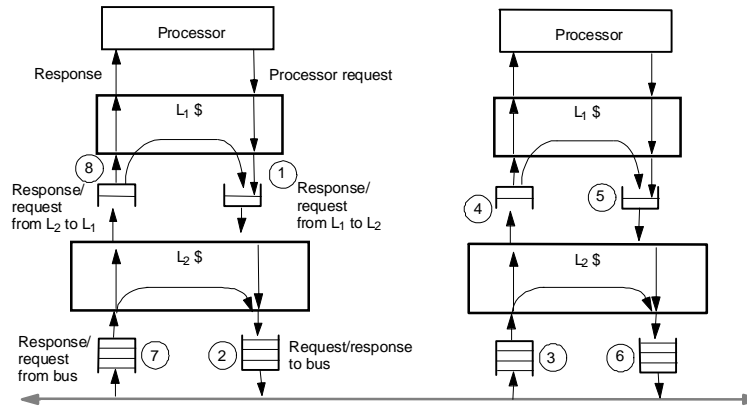 Processor
Response
Processor request
L₁ $
8
1
Response/
request
from L₂ to L₁
Response/
request
from L₁ to L₂
L₂ $
Response/
request
from bus
7
2
Request/response
to bus
Processor
L₁ $
4
5
L₂ $
3
6